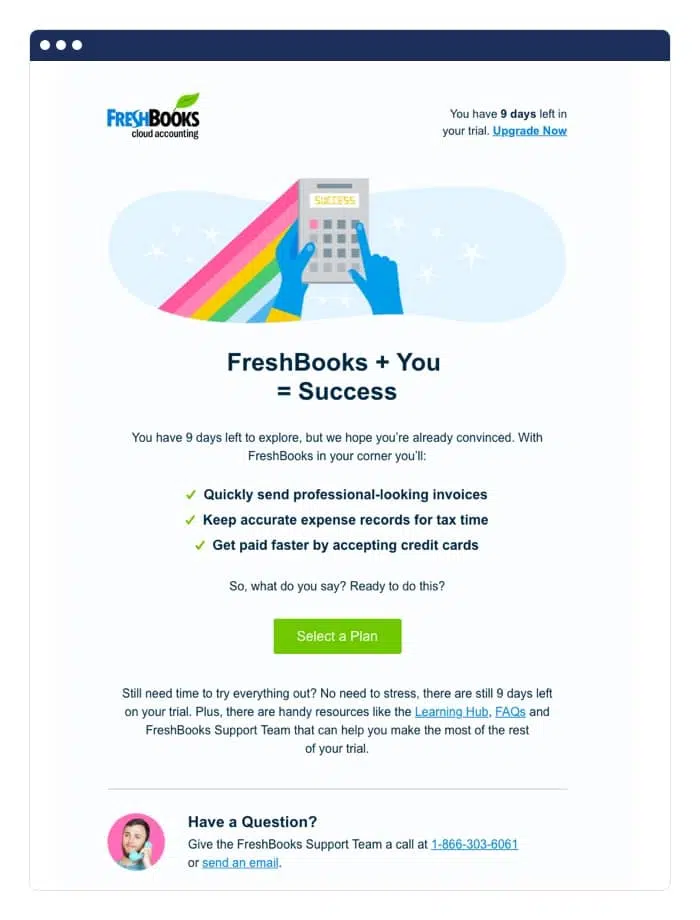 FRESHBOOKS
cloud accounting
You have 9 days left in
your trial. Upgrade Now
SUCCESS
FreshBooks + You
= Success
You have 9 days left to explore, but we hope you’re already convinced. With
FreshBooks in your corner you’ll:
Quickly send professional-looking invoices
Keep accurate expense records for tax time
Get paid faster by accepting credit cards
So, what do you say? Ready to do this?
Select a Plan
Still need time to try everything out? No need to stress, there are still 9 days left
on your trial. Plus, there are handy resources like the Learning Hub, FAQs and
FreshBooks Support Team that can help you make the most of the rest
of your trial.
Have a Question?
Give the FreshBooks Support Team a call at 1-866-303-6061
or send an email.